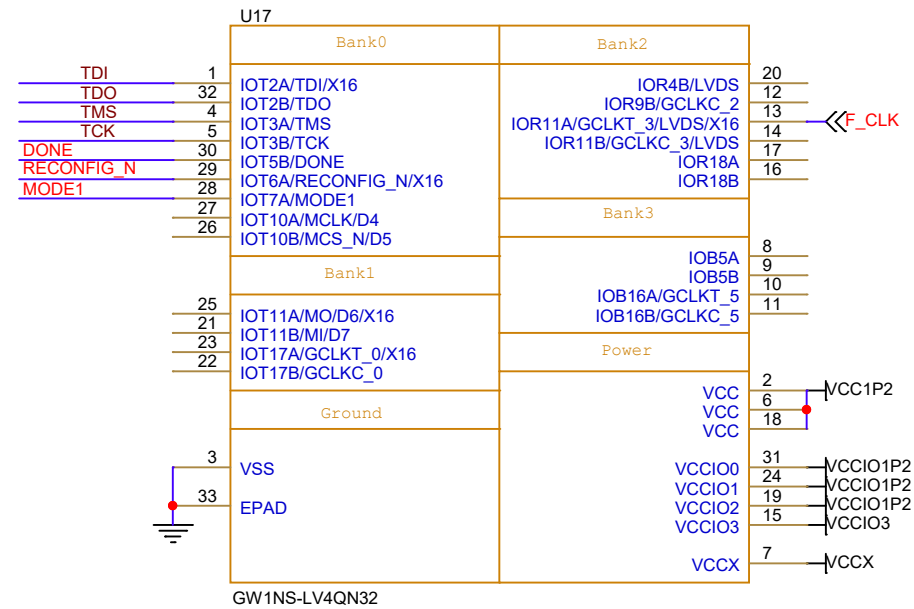 U17
Bank0
TDI 1 IOT2A/TDI/X16
TDO 32 IOT2B/TDO
TMS 4 IOT3A/TMS
TCK 5 IOT3B/TCK
DONE 30 IOT5B/DONE
RECONFIG_N 29 IOT6A/RECONFIG_N/X16
MODE1 28 IOT7A/MODE1
27 IOT10A/MCLK/D4
26 IOT10B/MCS_N/D5
Bank1
25 IOT11A/MO/D6/X16
21 IOT11B/MI/D7
23 IOT17A/GCLKT_0/X16
22 IOT17B/GCLKC_0
Ground
3 VSS
33 EPAD
Bank2
IOR4B/LVDS 20
IOR9B/GCLKC_2 12
IOR11A/GCLKT_3/LVDS/X16 13 F_CLK
IOR11B/GCLKC_3/LVDS 14
IOR18A 17
IOR18B 16
Bank3
IOB5A 8
IOB5B 9
IOB16A/GCLKT_5 10
IOB16B/GCLKC_5 11
Power
VCC 2 VCC1P2
VCC 6
VCC 18
VCCIO0 31 VCCIO1P2
VCCIO1 24 VCCIO1P2
VCCIO2 19 VCCIO1P2
VCCIO3 15 VCCIO3
VCCX 7 VCCX
GW1NS-LV4QN32